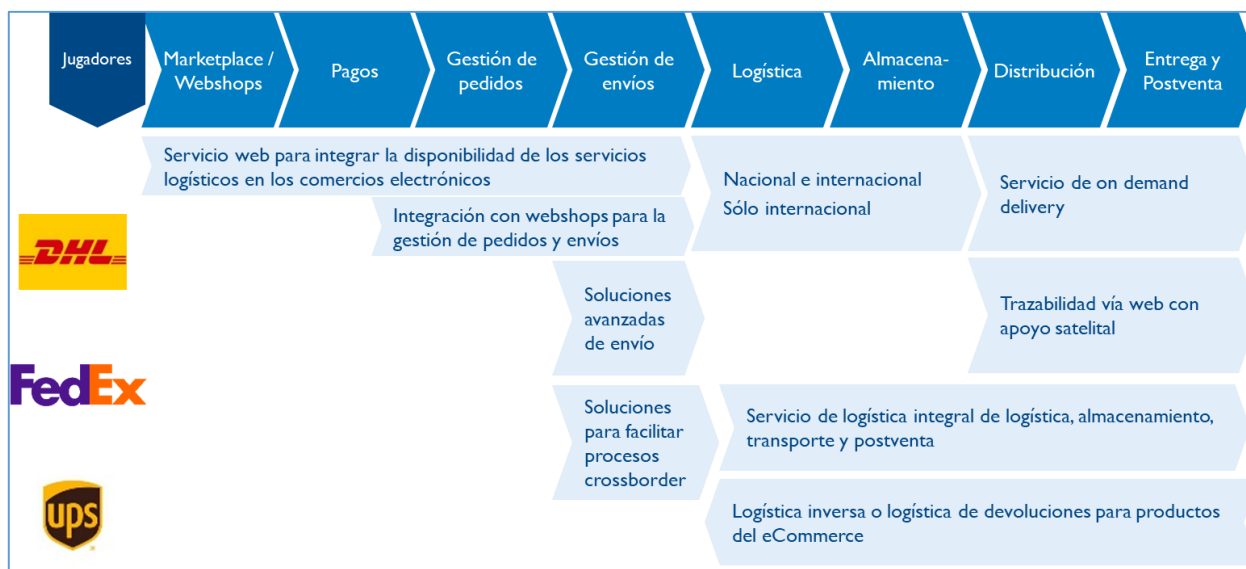 Jugadores
Marketplace /
Webshops
Pagos
Gestión de
pedidos
Gestión de
envíos
Logística
Almacena-
miento
Distribución
Entrega y
Postventa
Servicio web para integrar la disponibilidad de los servicios
logísticos en los comercios electrónicos
Integración con webshops para la
gestión de pedidos y envíos
Nacional e internacional
Sólo internacional
Servicio de on demand
delivery
DHL
Soluciones
avanzadas
de envío
Trazabilidad vía web con
apoyo satelital
FedEx
Soluciones
para facilitar
procesos
crossborder
Servicio de logística integral de logística, almacenamiento,
transporte y postventa
ups
Logística inversa o logística de devoluciones para productos
del eCommerce